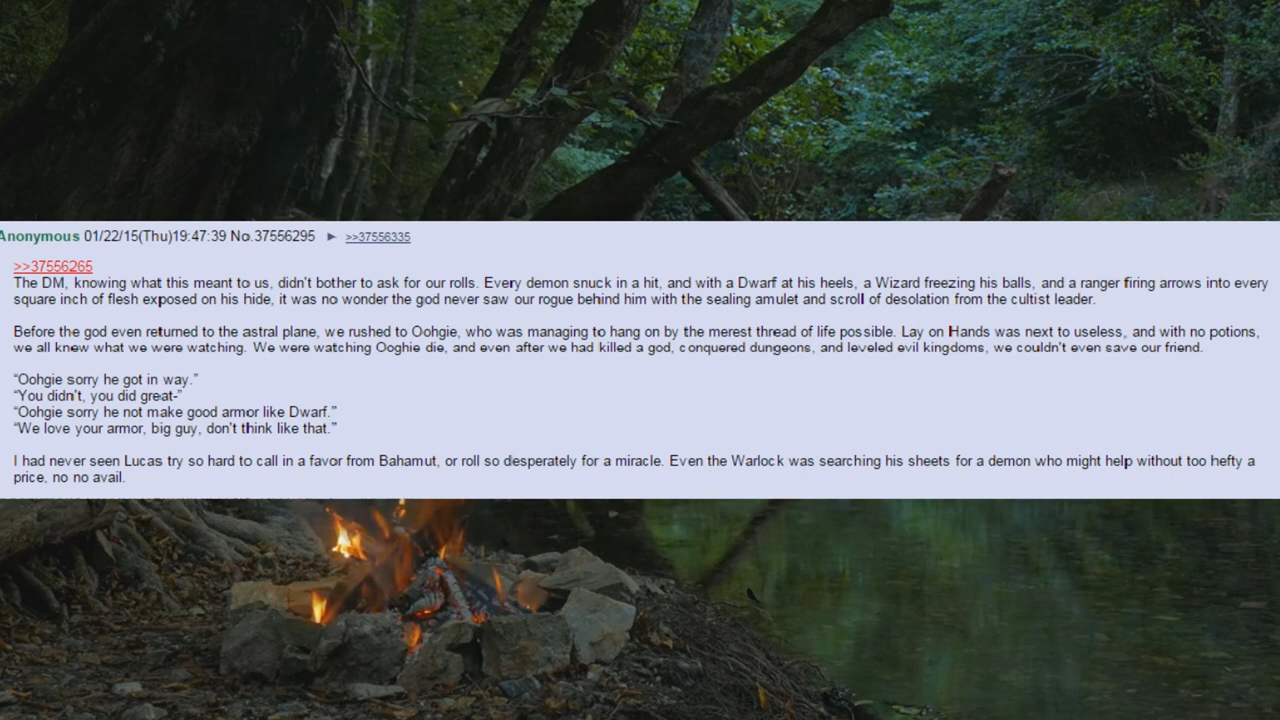 Anonymous 01/22/15(Thu)19:47:39 No.37556295 ▶ >>37556335
>>37556265
The DM, knowing what this meant to us, didn't bother to ask for our rolls. Every demon snuck in a hit, and with a Dwarf at his heels, a Wizard freezing his balls, and a ranger firing arrows into every
square inch of flesh exposed on his hide, it was no wonder the god never saw our rogue behind him with the sealing amulet and scroll of desolation from the cultist leader.
Before the god even returned to the astral plane, we rushed to Oohgie, who was managing to hang on by the merest thread of life possible. Lay on Hands was next to useless, and with no potions,
we all knew what we were watching. We were watching Ooghie die, and even after we had killed a god, conquered dungeons, and leveled evil kingdoms, we couldn't even save our friend.
“Oohgie sorry he got in way.”
“You didn't, you did great-”
“Oohgie sorry he not make good armor like Dwarf.”
“We love your armor, big guy, don't think like that.”
I had never seen Lucas try so hard to call in a favor from Bahamut, or roll so desperately for a miracle. Even the Warlock was searching his sheets for a demon who might help without too hefty a
price, no no avail.